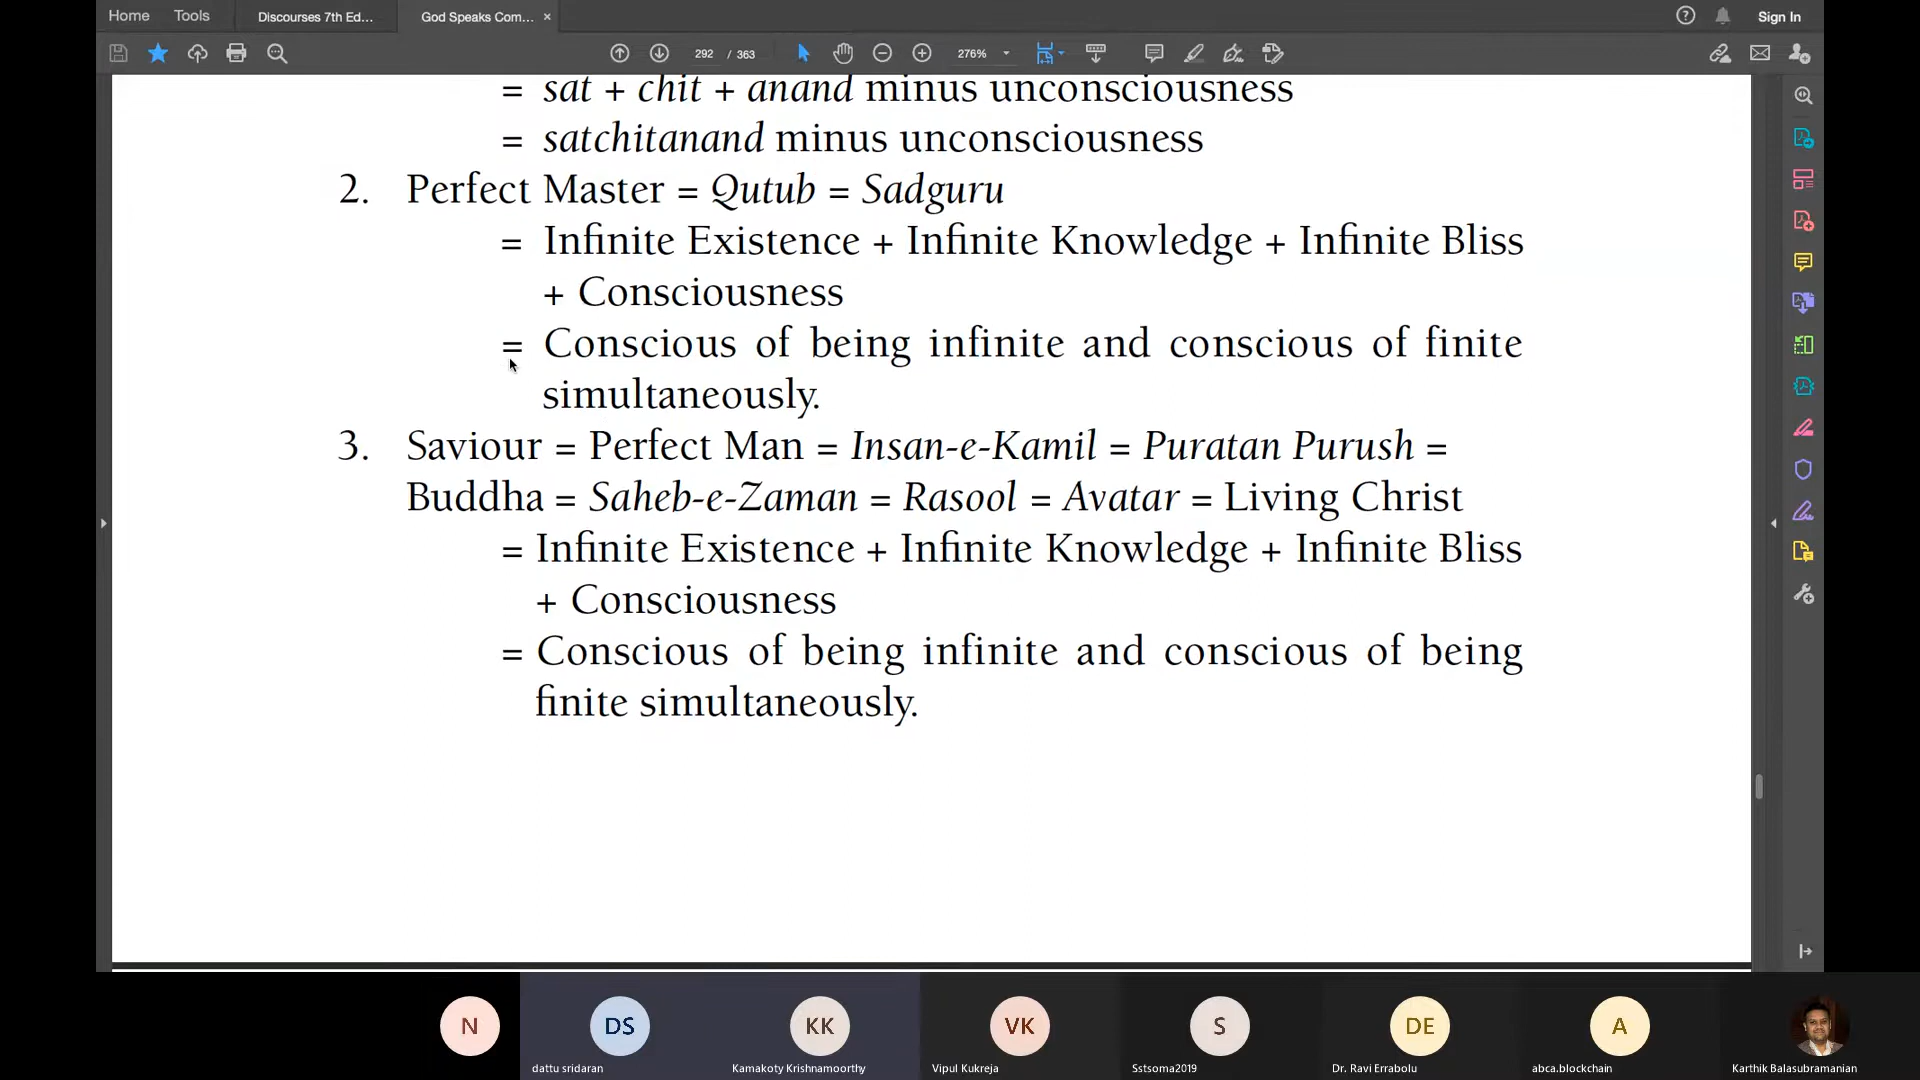 Home Tools Discourses 7th Ed... God Speaks Com... × Sign In
292 / 363 276%
= sat + chit + anand minus unconsciousness
= satchitanand minus unconsciousness
2. Perfect Master = Qutub = Sadguru
= Infinite Existence + Infinite Knowledge + Infinite Bliss
+ Consciousness
= Conscious of being infinite and conscious of finite
simultaneously.
3. Saviour = Perfect Man = Insan-e-Kamil = Puratan Purush =
Buddha = Saheb-e-Zaman = Rasool = Avatar = Living Christ
= Infinite Existence + Infinite Knowledge + Infinite Bliss
+ Consciousness
= Conscious of being infinite and conscious of being
finite simultaneously.
N DS KK VK S DE A
dattu sridaran Kamakoty Krishnamoorthy Vipul Kukreja Sstsoma2019 Dr. Ravi Errabolu abca.blockchain Karthik Balasubramanian